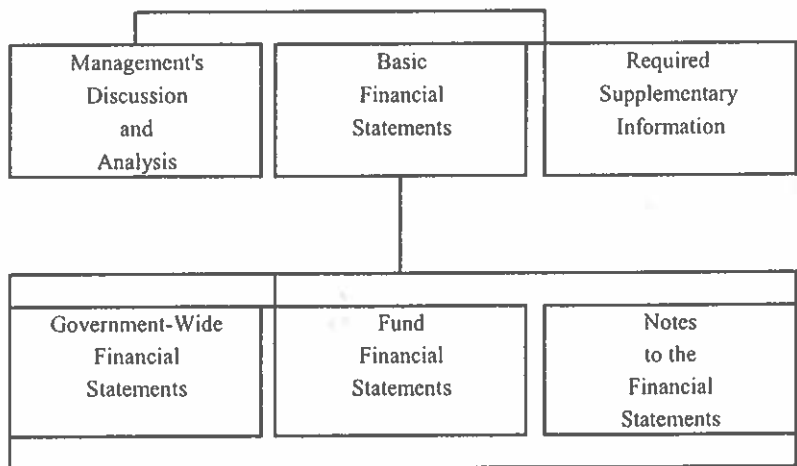 Management's
Discussion
and
Analysis
Basic
Financial
Statements
Required
Supplementary
Information
Government-Wide
Financial
Statements
Fund
Financial
Statements
Notes
to the
Financial
Statements